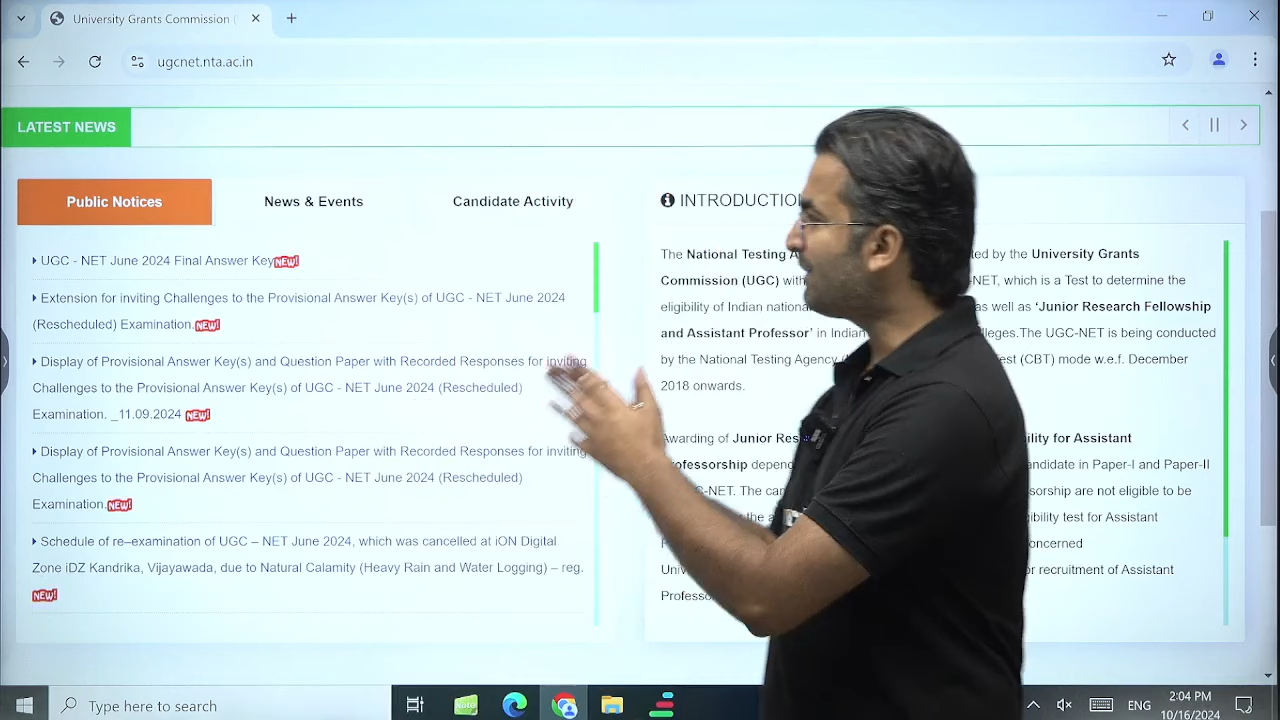 University Grants Commission (
ugcnet.nta.ac.in
LATEST NEWS
Public Notices
News & Events
Candidate Activity
UGC - NET June 2024 Final Answer Key NEW!
Extension for inviting Challenges to the Provisional Answer Key(s) of UGC - NET June 2024
(Rescheduled) Examination. NEW!
Display of Provisional Answer Key(s) and Question Paper with Recorded Responses for inviting
Challenges to the Provisional Answer Key(s) of UGC - NET June 2024 (Rescheduled)
Examination. _11.09.2024 NEW!
Display of Provisional Answer Key(s) and Question Paper with Recorded Responses for inviting
Challenges to the Provisional Answer Key(s) of UGC - NET June 2024 (Rescheduled)
Examination. NEW!
Schedule of re–examination of UGC – NET June 2024, which was cancelled at iON Digital
Zone iDZ Kandrika, Vijayawada, due to Natural Calamity (Heavy Rain and Water Logging) – reg.
NEW!
INTRODUCTIO
The National Testing A ed by the University Grants
Commission (UGC) with -NET, which is a Test to determine the
eligibility of Indian national as well as ‘Junior Research Fellowship
and Assistant Professor’ in Indian lleges.The UGC-NET is being conducted
by the National Testing Agency ( est (CBT) mode w.e.f. December
2018 onwards.
Awarding of Junior Res bility for Assistant
rofessorship depend andidate in Paper-I and Paper-II
C-NET. The can sorship are not eligible to be
the a ibility test for Assistant
oncerned
Univ or recruitment of Assistant
Professo
Type here to search
Note
ENG
2:04 PM
10/16/2024